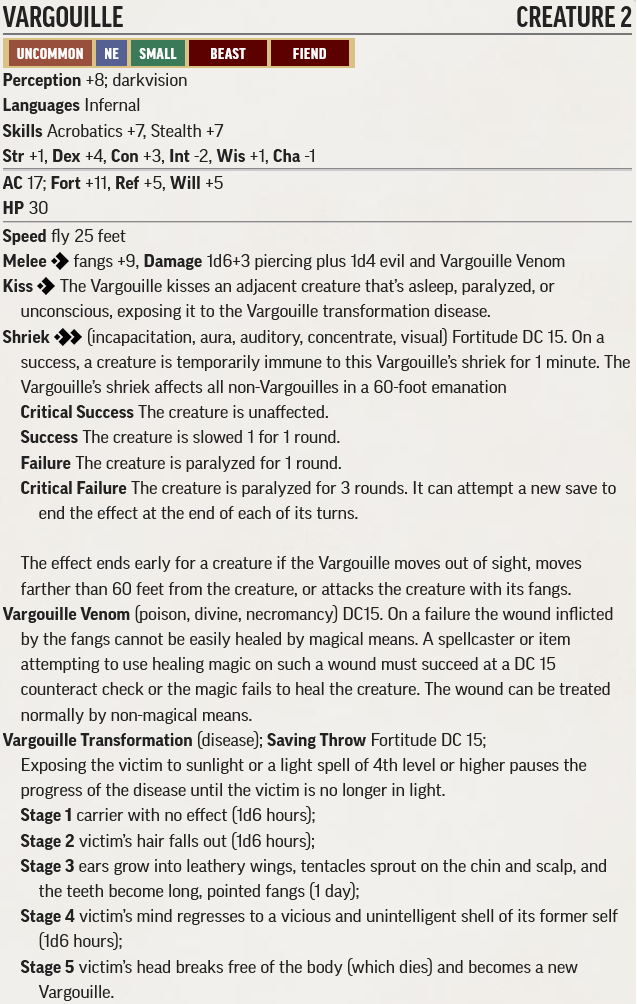 VARGOUILLE CREATURE 2
UNCOMMON NE SMALL BEAST FIEND
Perception +8; darkvision
Languages Infernal
Skills Acrobatics +7, Stealth +7
Str +1, Dex +4, Con +3, Int -2, Wis +1, Cha -1
AC 17; Fort +11, Ref +5, Will +5
HP 30
Speed fly 25 feet
Melee fangs +9, Damage 1d6+3 piercing plus 1d4 evil and Vargouille Venom
Kiss The Vargouille kisses an adjacent creature that's asleep, paralyzed, or
unconscious, exposing it to the Vargouille transformation disease.
Shriek (incapacitation, aura, auditory, concentrate, visual) Fortitude DC 15. On a
success, a creature is temporarily immune to this Vargouille's shriek for 1 minute. The
Vargouille's shriek affects all non-Vargouilles in a 60-foot emanation
Critical Success The creature is unaffected.
Success The creature is slowed 1 for 1 round.
Failure The creature is paralyzed for 1 round.
Critical Failure The creature is paralyzed for 3 rounds. It can attempt a new save to
end the effect at the end of each of its turns.
The effect ends early for a creature if the Vargouille moves out of sight, moves
farther than 60 feet from the creature, or attacks the creature with its fangs.
Vargouille Venom (poison, divine, necromancy) DC15. On a failure the wound inflicted
by the fangs cannot be easily healed by magical means. A spellcaster or item
attempting to use healing magic on such a wound must succeed at a DC 15
counteract check or the magic fails to heal the creature. The wound can be treated
normally by non-magical means.
Vargouille Transformation (disease); Saving Throw Fortitude DC 15;
Exposing the victim to sunlight or a light spell of 4th level or higher pauses the
progress of the disease until the victim is no longer in light.
Stage 1 carrier with no effect (1d6 hours);
Stage 2 victim's hair falls out (1d6 hours);
Stage 3 ears grow into leathery wings, tentacles sprout on the chin and scalp, and
the teeth become long, pointed fangs (1 day);
Stage 4 victim's mind regresses to a vicious and unintelligent shell of its former self
(1d6 hours);
Stage 5 victim's head breaks free of the body (which dies) and becomes a new
Vargouille.